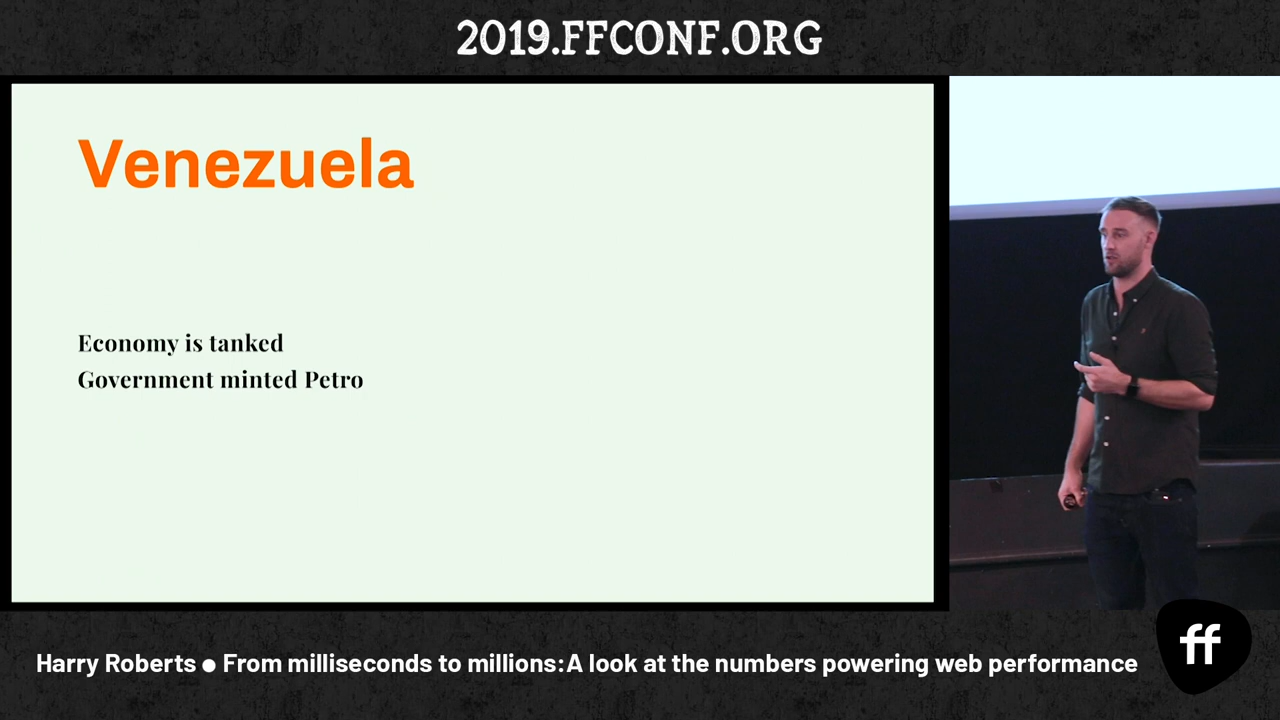 2019.FFCONF.ORG
Venezuela
Economy is tanked
Government minted Petro
Harry Roberts ● From milliseconds to millions:A look at the numbers powering web performance
ff